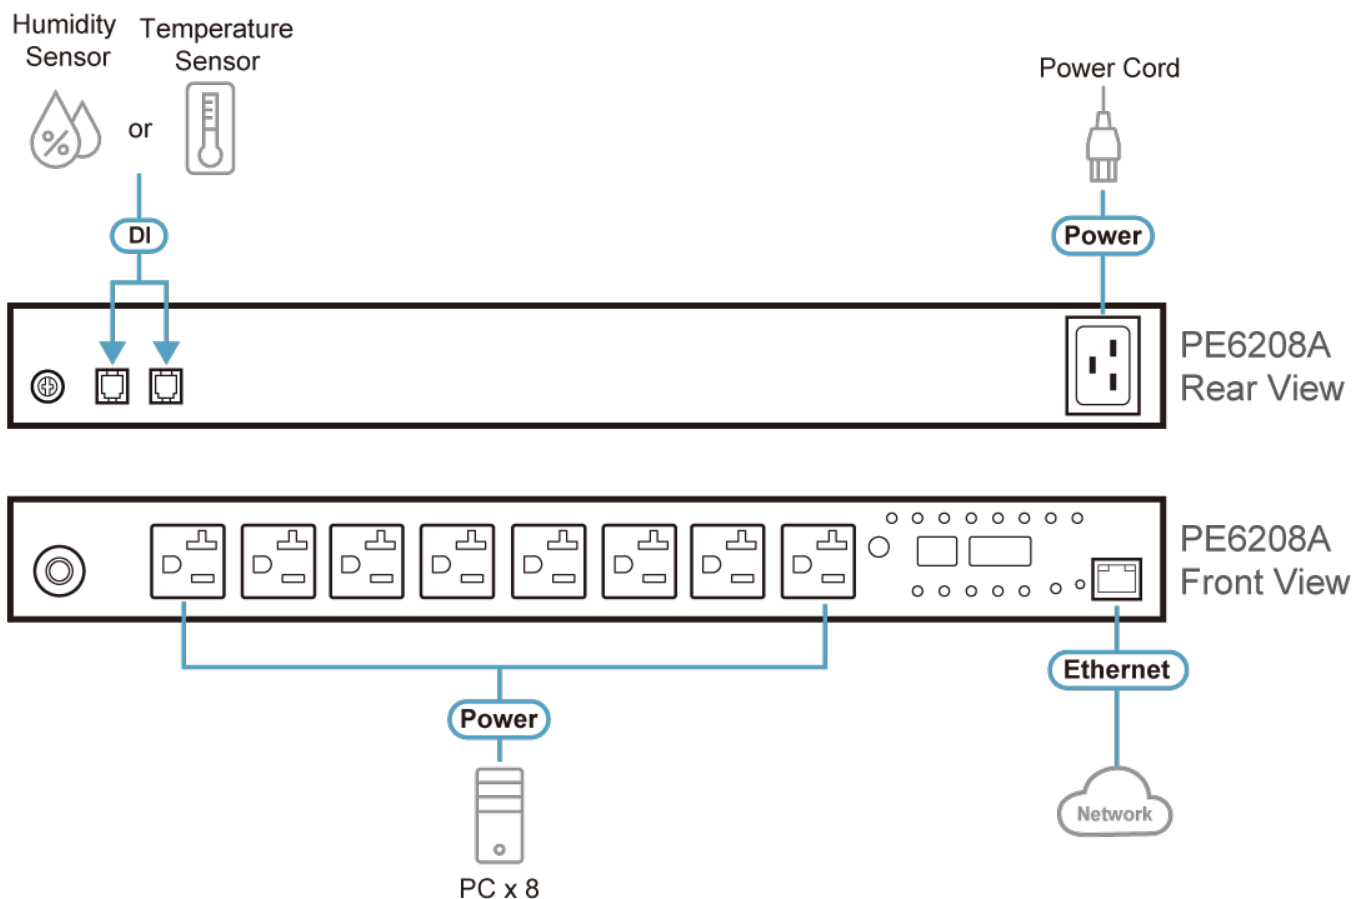 Humidity
Sensor
Temperature
Sensor
%
or
Power Cord
DI
Power
PE6208A
Rear View
PE6208A
Front View
Ethernet
Power
Network
PC x 8